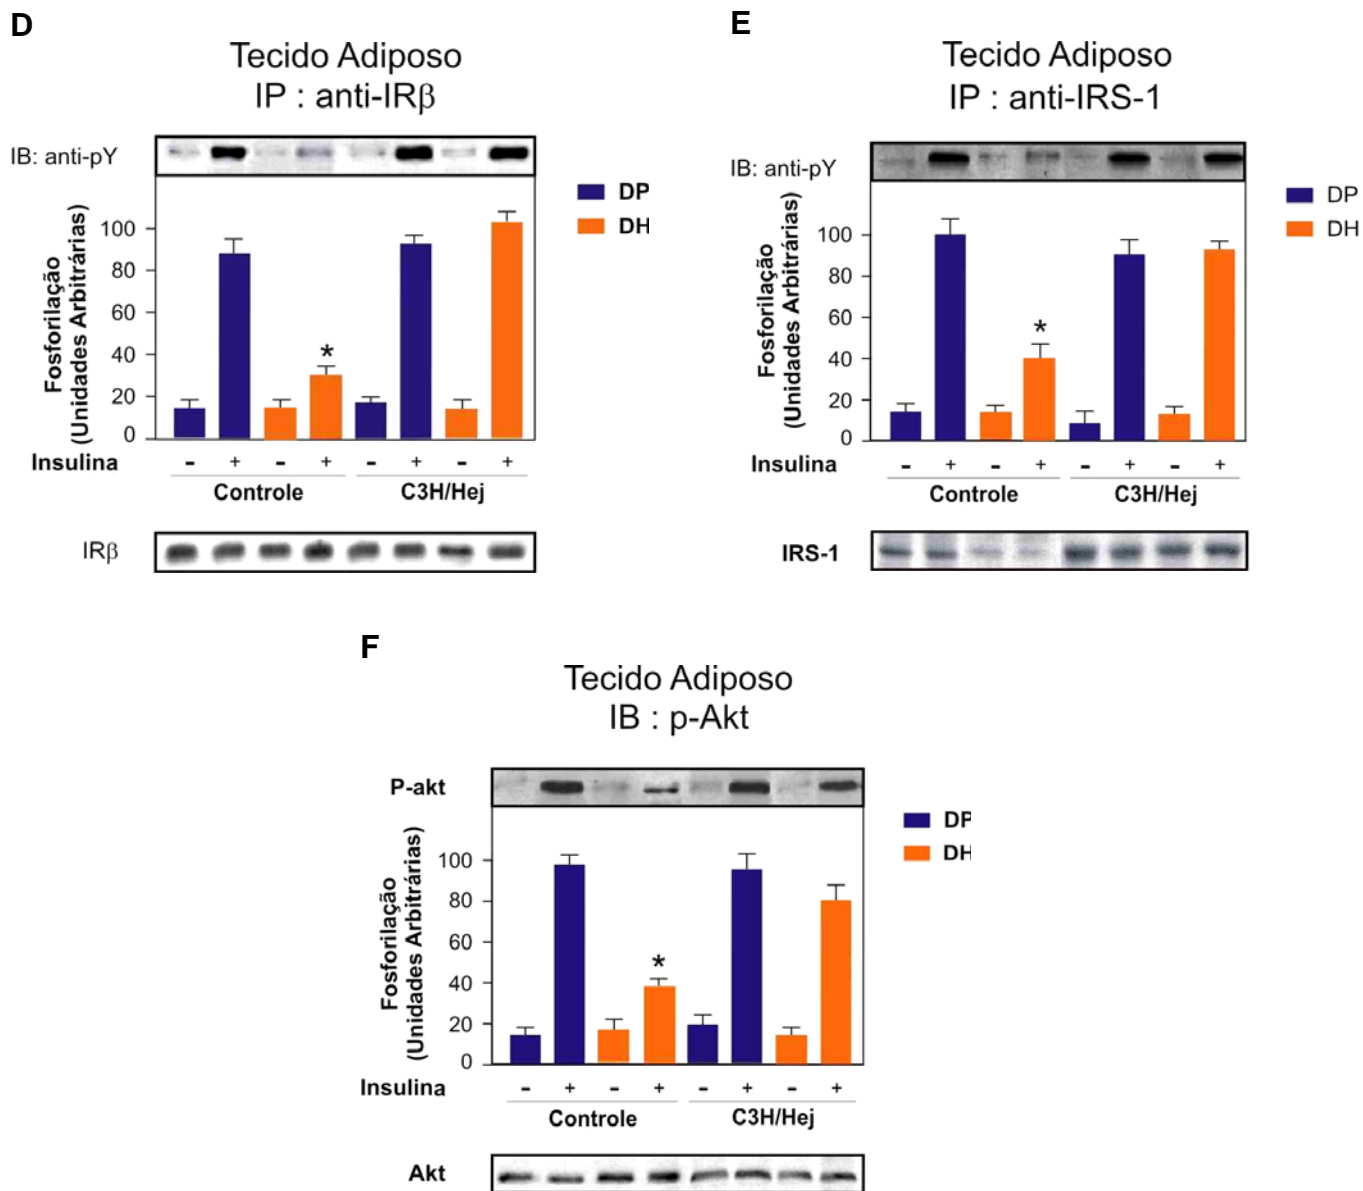 D
Tecido Adiposo
IP : anti-IRβ
IB: anti-pY
DP
DH
Fosforilação
(Unidades Arbitrárias)
100
80
60
40
20
0
*
Insulina - + - + - + - +
Controle C3H/Hej
IRβ
E
Tecido Adiposo
IP : anti-IRS-1
IB: anti-pY
DP
DH
Fosforilação
(Unidades Arbitrárias)
100
80
60
40
20
0
*
Insulina - + - + - + - +
Controle C3H/Hej
IRS-1
F
Tecido Adiposo
IB : p-Akt
P-akt
DP
DH
Fosforilação
(Unidades Arbitrárias)
100
80
60
40
20
0
*
Insulina - + - + - + - +
Controle C3H/Hej
Akt